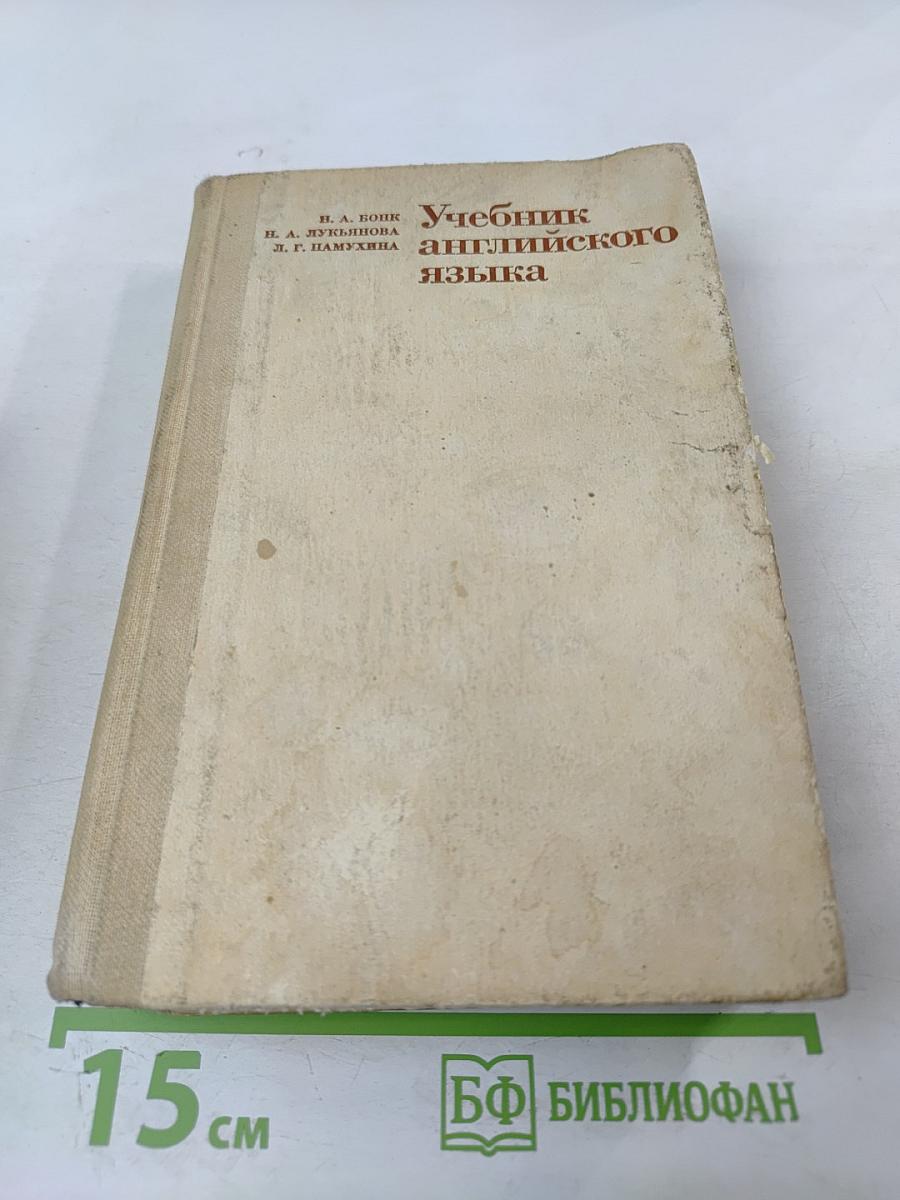 Н. А. БОНК
Н. А. ЛУКЬЯНОВА
Л. Г. ПАМУХИНА
Учебник
английского
языка
15 см
БФ БИБЛИОФАН